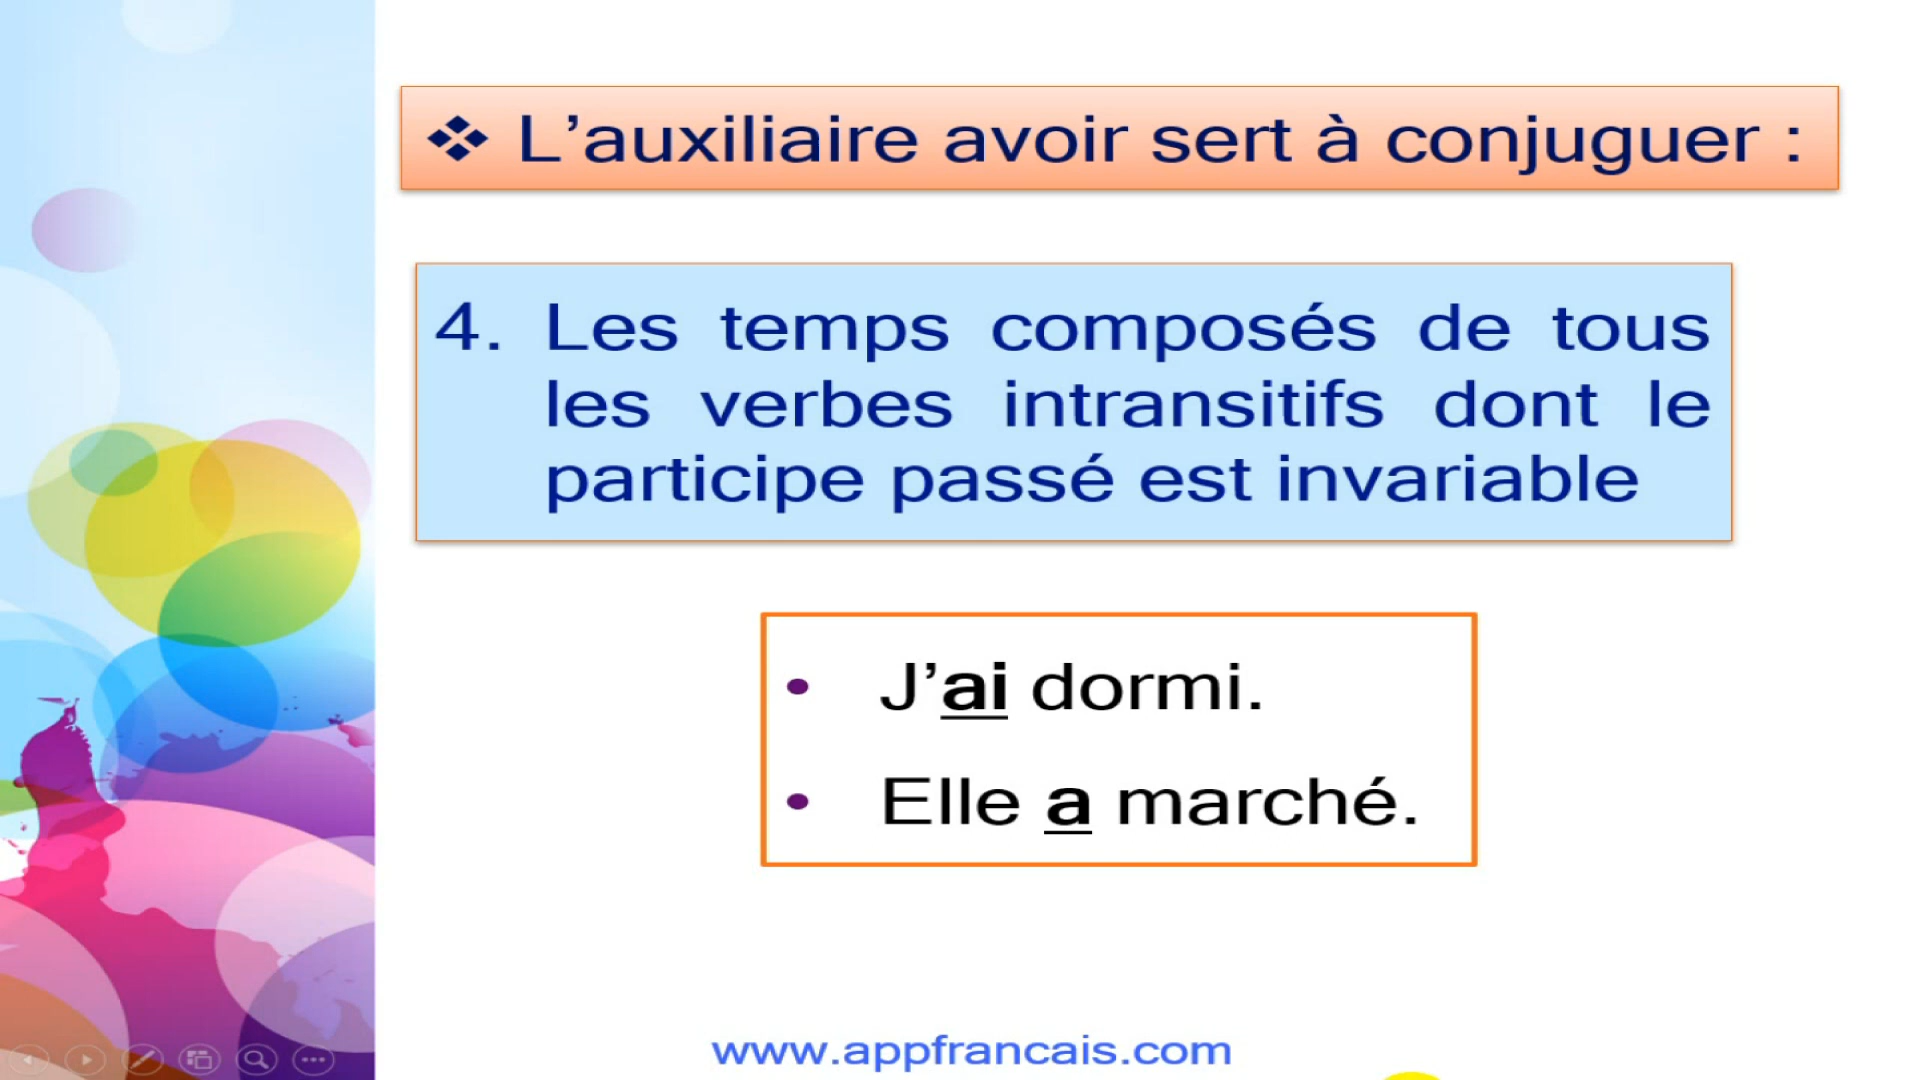 ❖ L’auxiliaire avoir sert à conjuguer :
4. Les temps composés de tous
les verbes intransitifs dont le
participe passé est invariable
• J’ai dormi.
• Elle a marché.
www.appfrancais.com